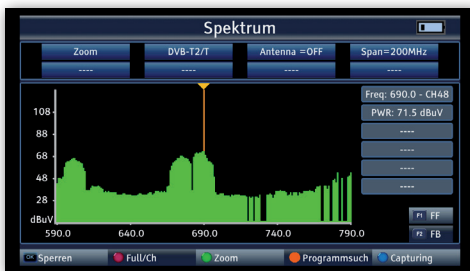 Spektrum
Zoom DVB-T2/T Antenna =OFF Span=200MHz
---- ---- ---- ----
Freq: 690.0 - CH48
PWR: 71.5 dBuV
----
----
----
----
108
88
68
48
28
dBuV
590.0 640.0 690.0 740.0 790.0
F1 FF
F2 FB
OK Sperren Full/Ch Zoom Programmsuch Capturing